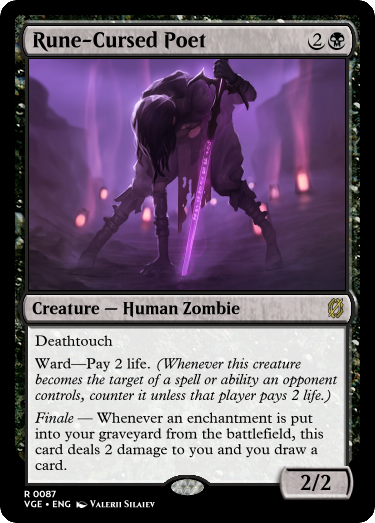 Rune-Cursed Poet 2
Creature — Human Zombie
Deathtouch
Ward—Pay 2 life. (Whenever this creature
becomes the target of a spell or ability an opponent
controls, counter it unless that player pays 2 life.)
Finale — Whenever an enchantment is put
into your graveyard from the battlefield, this
card deals 2 damage to you and you draw a
card.
2/2
R 0087
VGE • ENG Valerii Silaiev